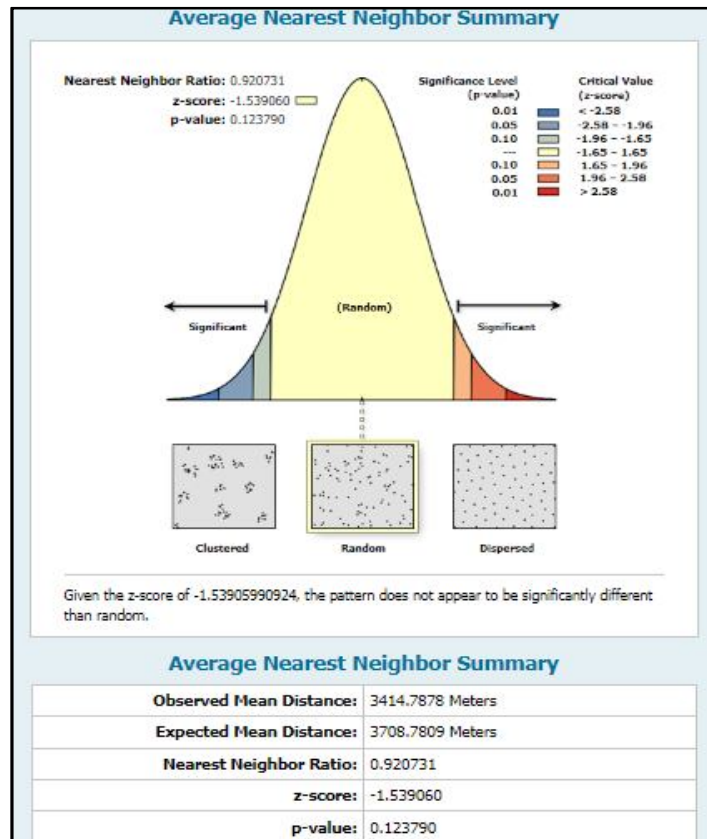 Average Nearest Neighbor Summary
Nearest Neighbor Ratio: 0.920731
z-score: -1.539060
p-value: 0.123790
Significance Level (p-value)
Critical Value (z-score)
0.01 < -2.58
0.05 -2.58 - -1.96
0.10 -1.96 - -1.65
--- -1.65 - 1.65
0.10 1.65 - 1.96
0.05 1.96 - 2.58
0.01 > 2.58
(Random)
Significant
Significant
Clustered
Random
Dispersed
Given the z-score of -1.53905990924, the pattern does not appear to be significantly different
than random.
Average Nearest Neighbor Summary
Observed Mean Distance: 3414.7878 Meters
Expected Mean Distance: 3708.7809 Meters
Nearest Neighbor Ratio: 0.920731
z-score: -1.539060
p-value: 0.123790